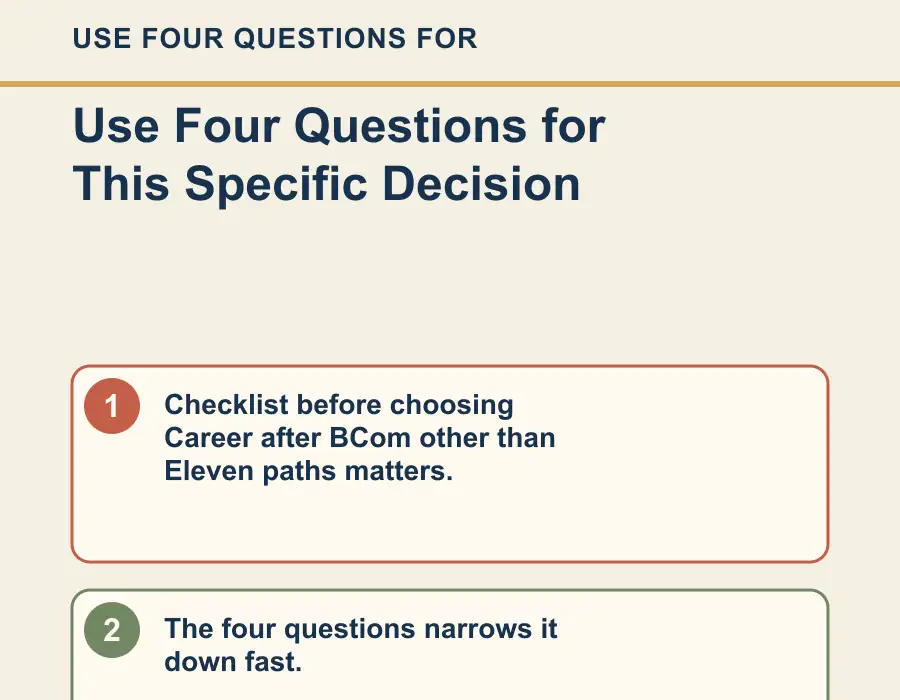 USE FOUR QUESTIONS FOR
Use Four Questions for
This Specific Decision
1
Checklist before choosing
Career after BCom other than
Eleven paths matters.
2
The four questions narrows it
down fast.